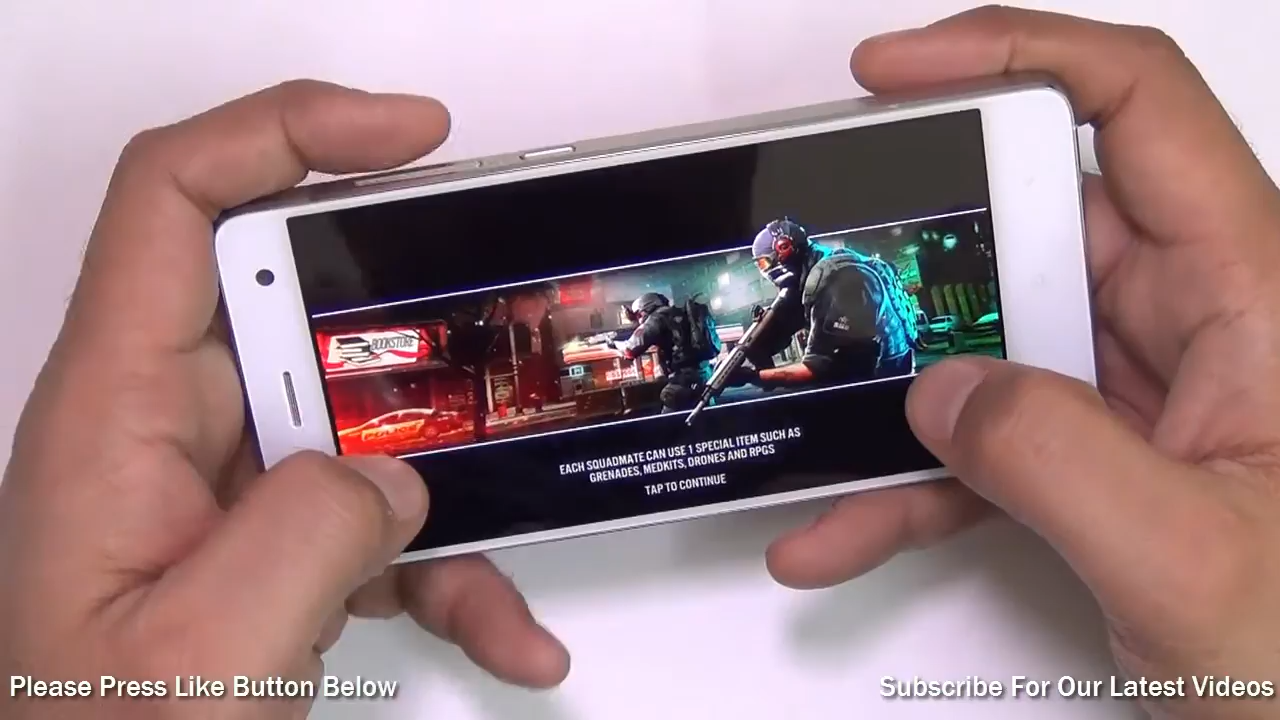 BOOKSTORE
POLICE
EACH SQUADMATE CAN USE 1 SPECIAL ITEM SUCH AS
GRENADES, MEDKITS, DRONES AND RPGS
TAP TO CONTINUE
Please Press Like Button Below
Subscribe For Our Latest Videos